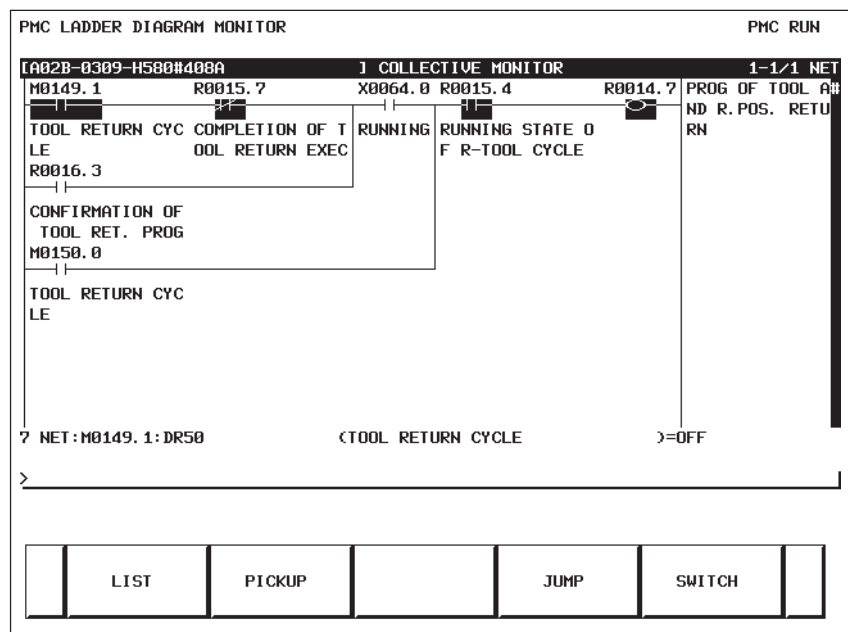 PMC LADDER DIAGRAM MONITOR PMC RUN
[A02B-0309-H580#408A ] COLLECTIVE MONITOR 1-1/1 NET
M0149.1 R0015.7 X0064.0 R0015.4 R0014.7 PROG OF TOOL A#
ND R.POS. RETU
TOOL RETURN CYC COMPLETION OF T RUNNING RUNNING STATE O RN
LE OOL RETURN EXEC F R-TOOL CYCLE
R0016.3
CONFIRMATION OF
TOOL RET. PROG
M0150.0
TOOL RETURN CYC
LE
7 NET:M0149.1:DR50 (TOOL RETURN CYCLE )=OFF
>
LIST PICKUP JUMP SWITCH